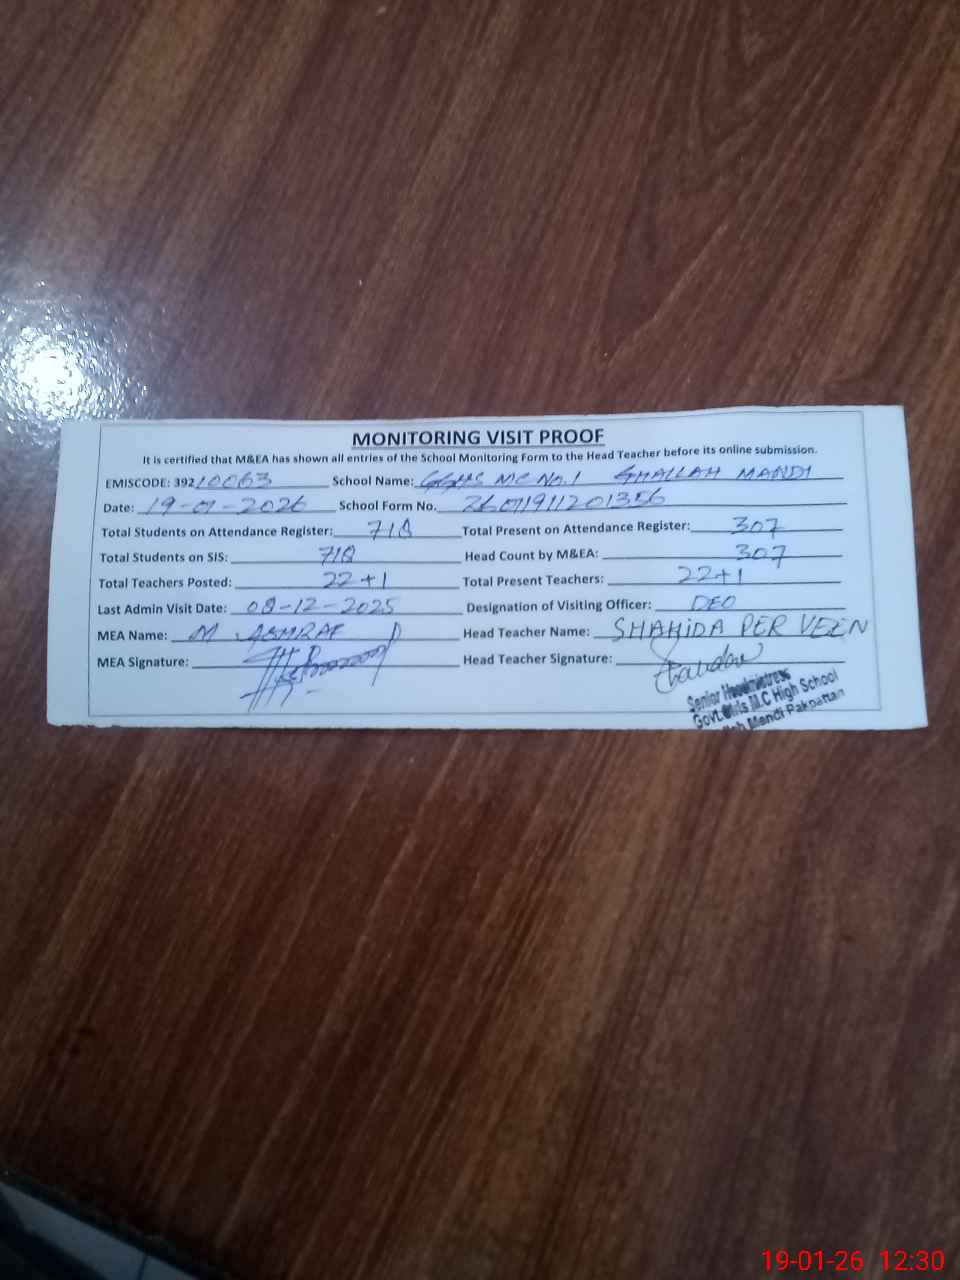 MONITORING VISIT PROOF
It is certified that M&EA has shown all entries of the School Monitoring Form to the Head Teacher before its online submission.
EMISCODE: 39210063 School Name: GGHS MC No.1 GHALLAH MANDI
Date: 19-01-2026 School Form No. 2601911201356
Total Students on Attendance Register: 718 Total Present on Attendance Register: 307
Total Students on SIS: 718 Head Count by M&EA: 307
Total Teachers Posted: 22+1 Total Present Teachers: 22+1
Last Admin Visit Date: 08-12-2025 Designation of Visiting Officer: DEO
MEA Name: M. ASHRAF Head Teacher Name: SHAHIDA PERVEEN
MEA Signature: Head Teacher Signature:
Senior Headmistress
Govt. Girls M.C High School
Mandi Pakpattan
19-01-26 12:30